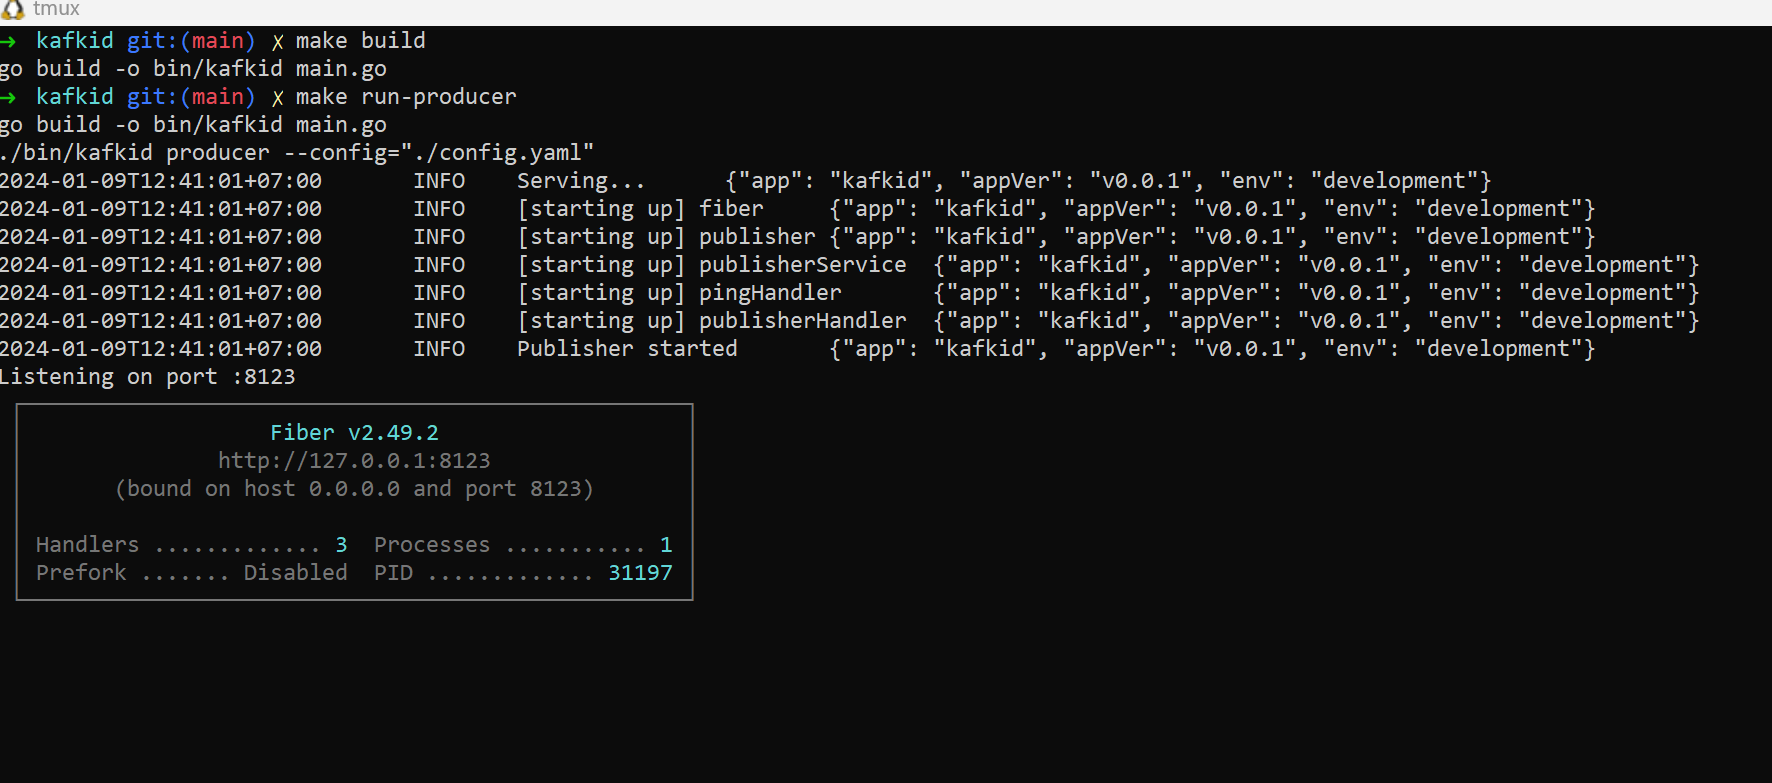 tmux
→ kafkid git:(main) ✗ make build
go build -o bin/kafkid main.go
→ kafkid git:(main) ✗ make run-producer
go build -o bin/kafkid main.go
./bin/kafkid producer --config="./config.yaml"
2024-01-09T12:41:01+07:00 INFO Serving... {"app": "kafkid", "appVer": "v0.0.1", "env": "development"}
2024-01-09T12:41:01+07:00 INFO [starting up] fiber {"app": "kafkid", "appVer": "v0.0.1", "env": "development"}
2024-01-09T12:41:01+07:00 INFO [starting up] publisher {"app": "kafkid", "appVer": "v0.0.1", "env": "development"}
2024-01-09T12:41:01+07:00 INFO [starting up] publisherService {"app": "kafkid", "appVer": "v0.0.1", "env": "development"}
2024-01-09T12:41:01+07:00 INFO [starting up] pingHandler {"app": "kafkid", "appVer": "v0.0.1", "env": "development"}
2024-01-09T12:41:01+07:00 INFO [starting up] publisherHandler {"app": "kafkid", "appVer": "v0.0.1", "env": "development"}
2024-01-09T12:41:01+07:00 INFO Publisher started {"app": "kafkid", "appVer": "v0.0.1", "env": "development"}
Listening on port :8123
Fiber v2.49.2
http://127.0.0.1:8123
(bound on host 0.0.0.0 and port 8123)
Handlers ............. 3 Processes ........... 1
Prefork ....... Disabled PID ............. 31197